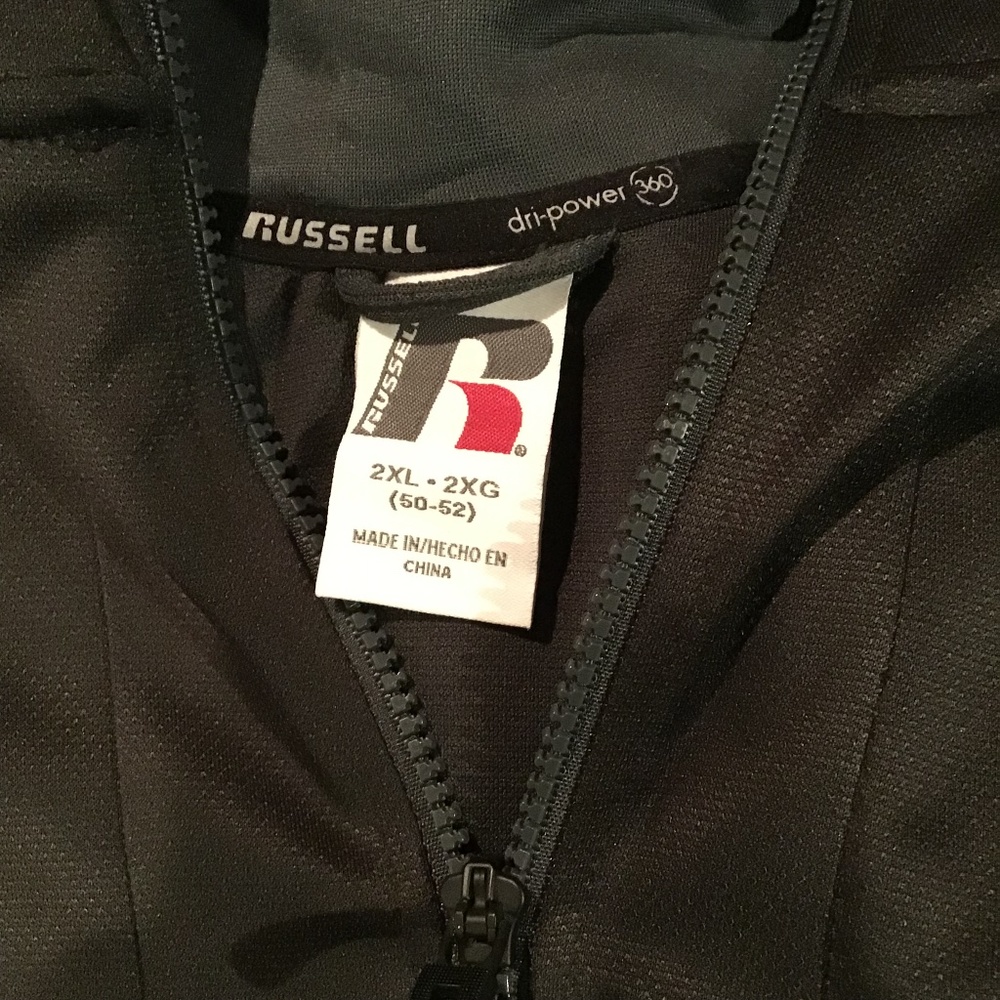 RUSSELL
dri-power 360
RUSSELL
R®
2XL • 2XG
(50-52)
MADE IN/HECHO EN
CHINA